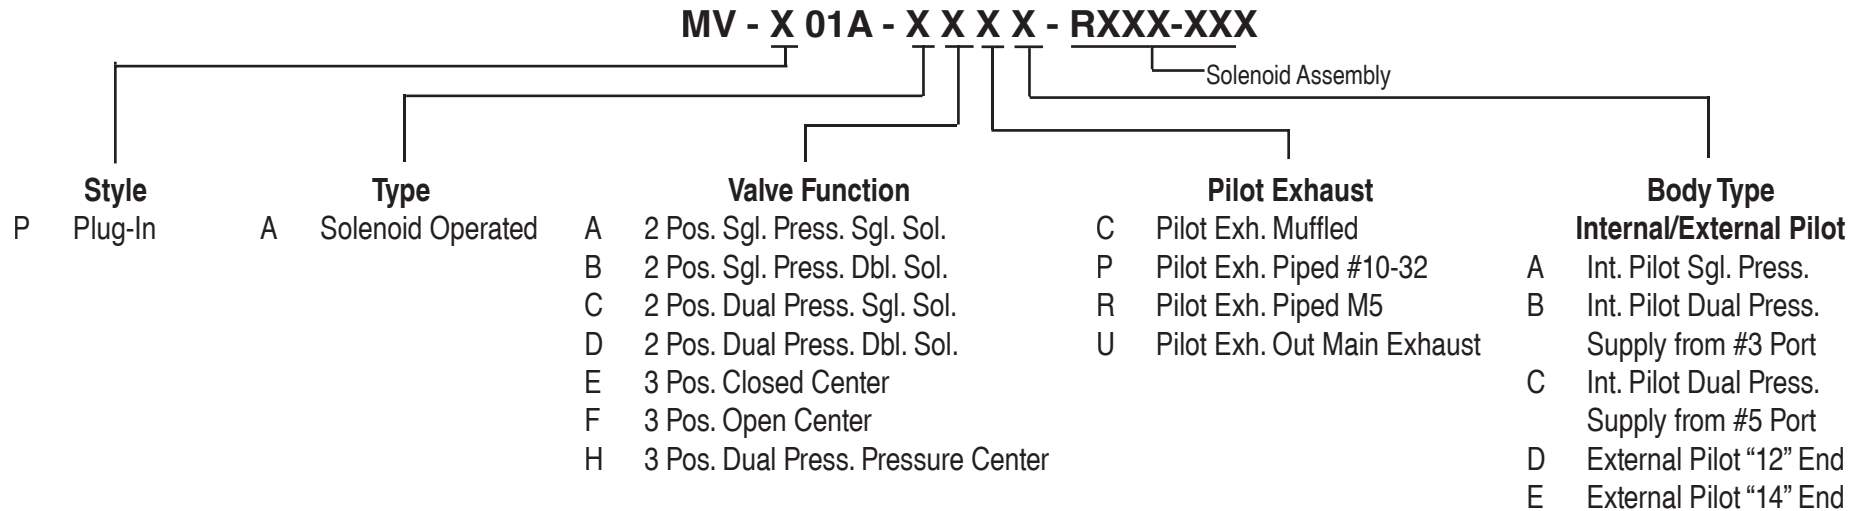 MV - X 01A - X X X X - RXXX-XXX
Solenoid Assembly
Style
P Plug-In
Type
A Solenoid Operated
Valve Function
A 2 Pos. Sgl. Press. Sgl. Sol.
B 2 Pos. Sgl. Press. Dbl. Sol.
C 2 Pos. Dual Press. Sgl. Sol.
D 2 Pos. Dual Press. Dbl. Sol.
E 3 Pos. Closed Center
F 3 Pos. Open Center
H 3 Pos. Dual Press. Pressure Center
Pilot Exhaust
C Pilot Exh. Muffled
P Pilot Exh. Piped #10-32
R Pilot Exh. Piped M5
U Pilot Exh. Out Main Exhaust
Body Type
Internal/External Pilot
A Int. Pilot Sgl. Press.
B Int. Pilot Dual Press.
Supply from #3 Port
C Int. Pilot Dual Press.
Supply from #5 Port
D External Pilot “12” End
E External Pilot “14” End